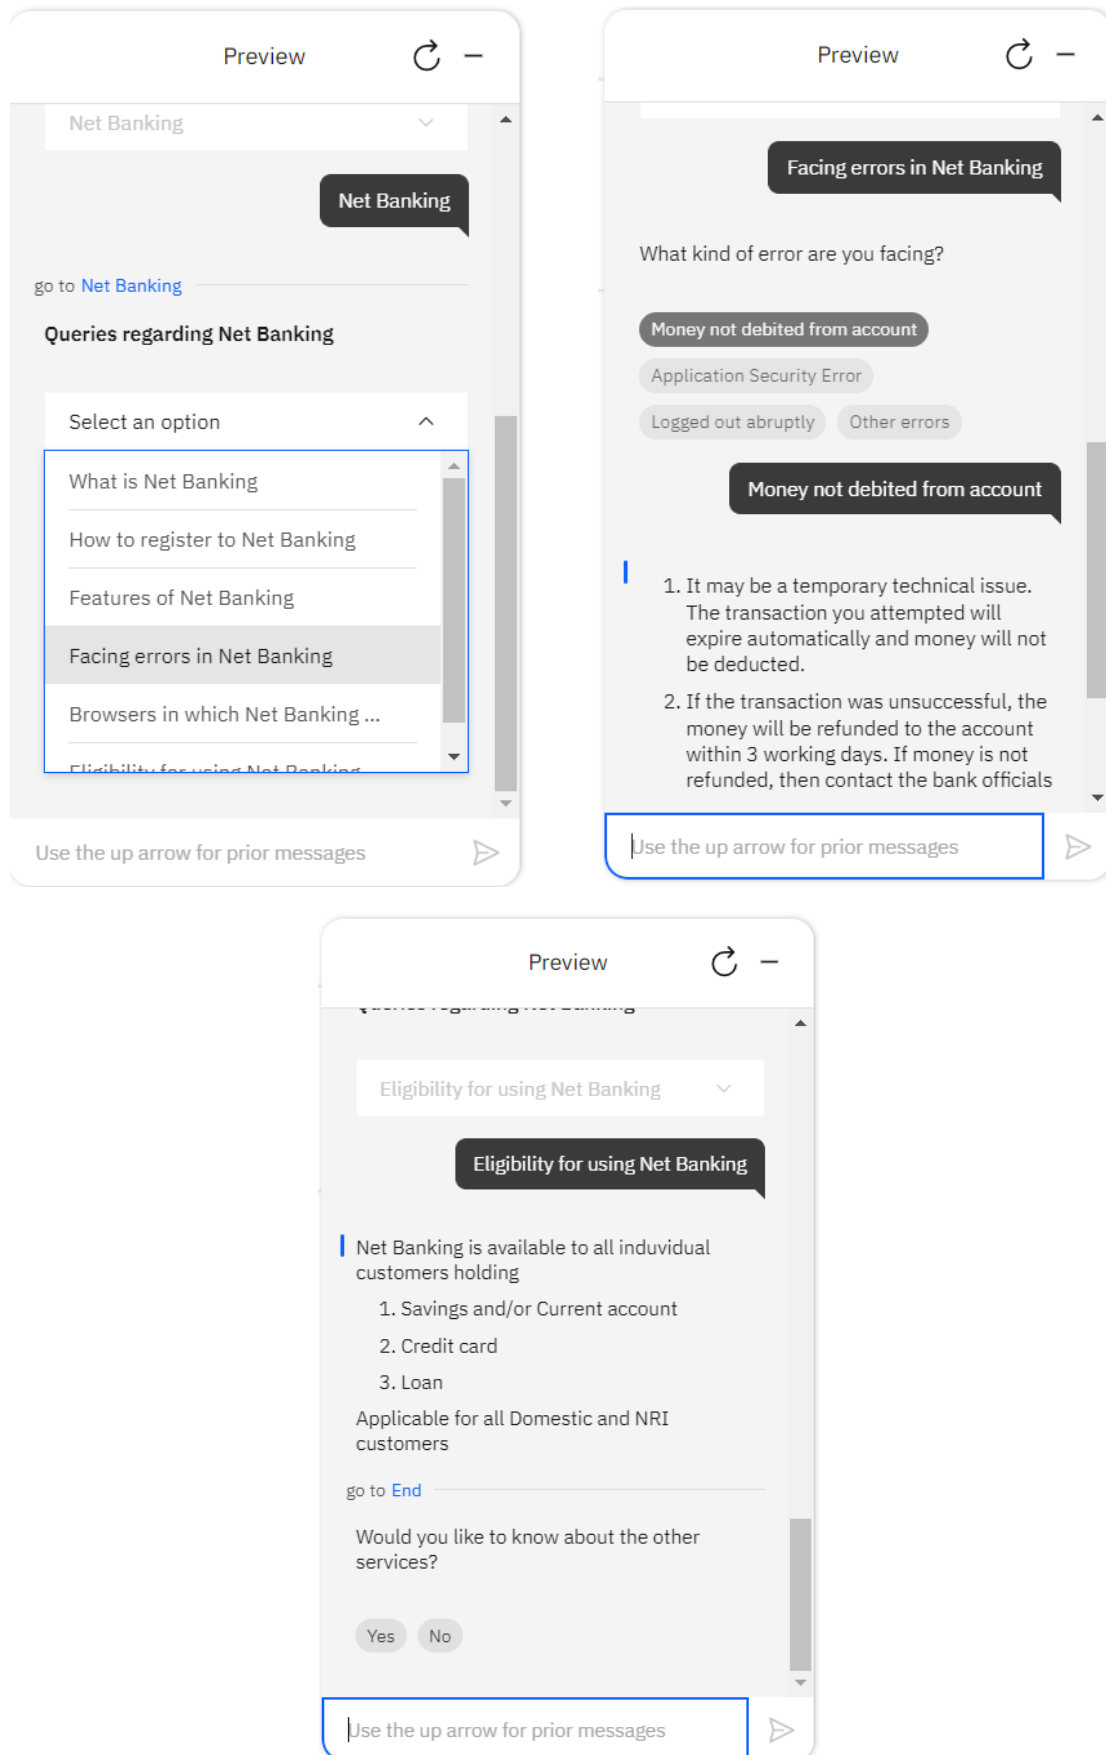 Preview
Net Banking
Net Banking
go to Net Banking
Queries regarding Net Banking
Select an option
What is Net Banking
How to register to Net Banking
Features of Net Banking
Facing errors in Net Banking
Browsers in which Net Banking ...
Eligibility for using Net Banking
Use the up arrow for prior messages
Preview
Facing errors in Net Banking
What kind of error are you facing?
Money not debited from account
Application Security Error
Logged out abruptly Other errors
Money not debited from account
1. It may be a temporary technical issue.
The transaction you attempted will
expire automatically and money will not
be deducted.
2. If the transaction was unsuccessful, the
money will be refunded to the account
within 3 working days. If money is not
refunded, then contact the bank officials
Use the up arrow for prior messages
Preview
Queries regarding Net Banking
Eligibility for using Net Banking
Eligibility for using Net Banking
Net Banking is available to all induvidual
customers holding
1. Savings and/or Current account
2. Credit card
3. Loan
Applicable for all Domestic and NRI
customers
go to End
Would you like to know about the other
services?
Yes No
Use the up arrow for prior messages